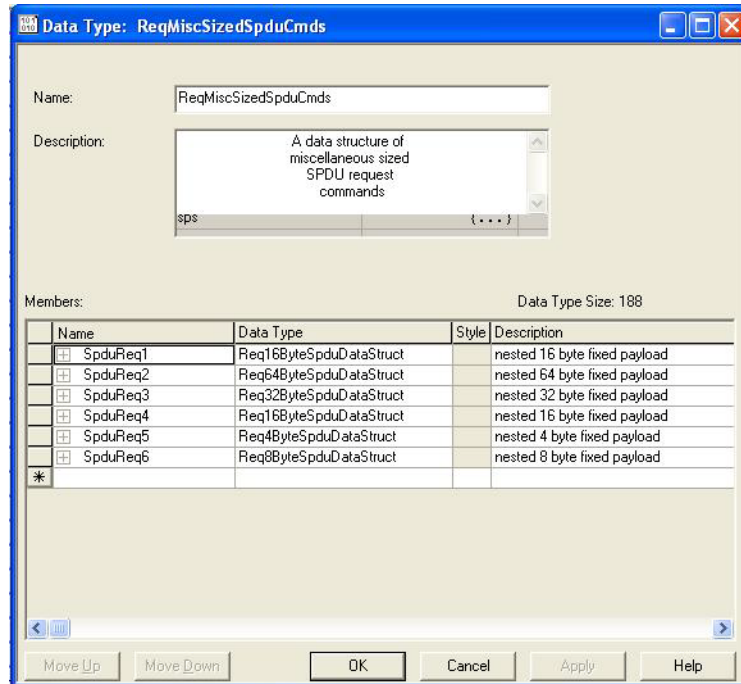 Data Type: ReqMiscSizedSpduCmds
Name:
ReqMiscSizedSpduCmds
Description:
A data structure of
miscellaneous sized
SPDU request
commands
sps {...}
Members:
Data Type Size: 188
Name Data Type Style Description
SpduReq1 Req16ByteSpduDataStruct nested 16 byte fixed payload
SpduReq2 Req64ByteSpduDataStruct nested 64 byte fixed payload
SpduReq3 Req32ByteSpduDataStruct nested 32 byte fixed payload
SpduReq4 Req16ByteSpduDataStruct nested 16 byte fixed payload
SpduReq5 Req4ByteSpduDataStruct nested 4 byte fixed payload
SpduReq6 Req8ByteSpduDataStruct nested 8 byte fixed payload
Move Up Move Down OK Cancel Apply Help